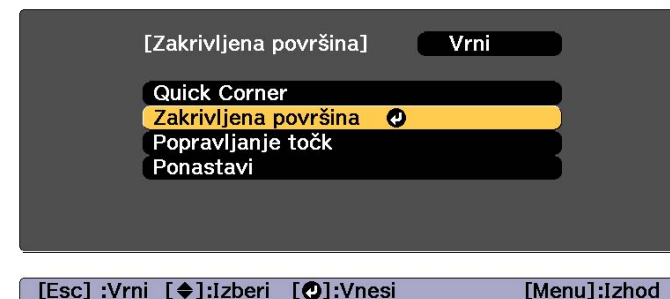 [Zakrivljena površina] Vrni
Quick Corner
Zakrivljena površina
Popravljanje točk
Ponastavi
[Esc] :Vrni [◆]:Izberi [↵]:Vnesi [Menu]:Izhod